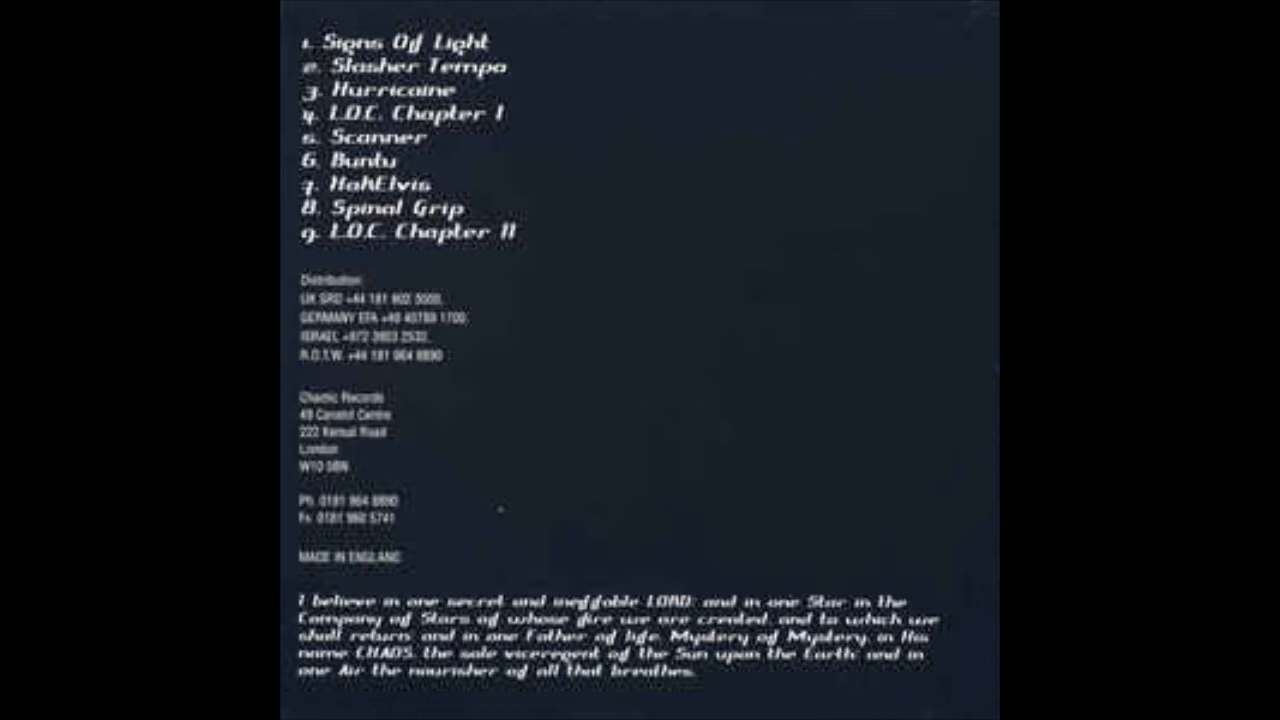 1. Signs Off Light
2. Slasher Tempo
3. Hurricaine
4. L.O.C. Chapter I
5. Scanner
6. Buntu
7. HakElvis
8. Spinal Grip
9. L.O.C. Chapter II
Distribution:
UK SRD +44 181 802 3000,
GERMANY EFA +49 40789 1700,
ISRAEL
R.O.T.W. +44 181 964 8890
Chaotic Records
49 Canalot Centre
222 Kensal Road
London
W10 5BN
Ph. 0181 964 8890
Fx. 0181 960 5741
MADE IN ENGLAND
I believe in one secret and ineffable LORD: and in one Star in the
Company of Stars of whose fire we are created, and to which we
shall return: and in one Father of life, Mystery of Mystery, in His
name CHAOS, the sole viceregent of the Sun upon the Earth: and in
one Air the nourisher of all that breathes.